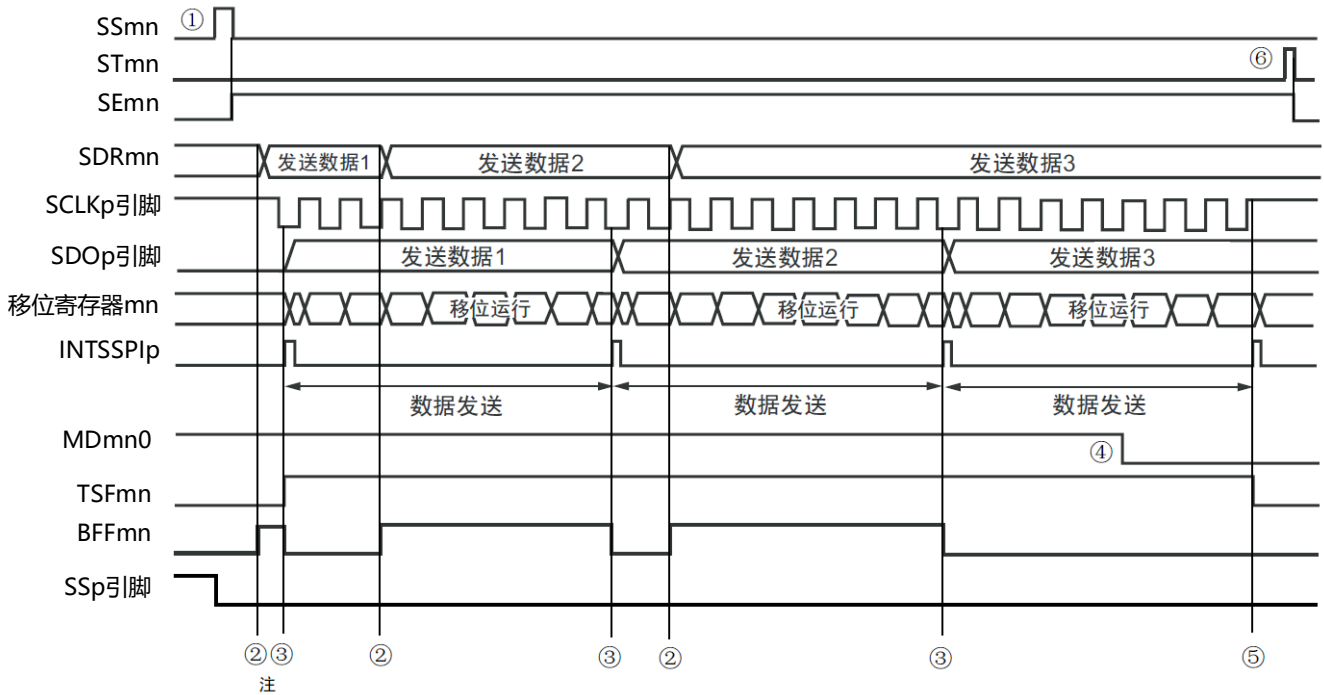 SSmn ①
STmn ⑥
SEmn
SDRmn 发送数据1 发送数据2 发送数据3
SCLKp引脚
SDOp引脚 发送数据1 发送数据2 发送数据3
移位寄存器mn 移位运行 移位运行 移位运行
INTSSPIp
数据发送 数据发送 数据发送
MDmn0 ④
TSFmn
BFFmn
SSp引脚
②③ ② ③ ② ③ ⑤
注